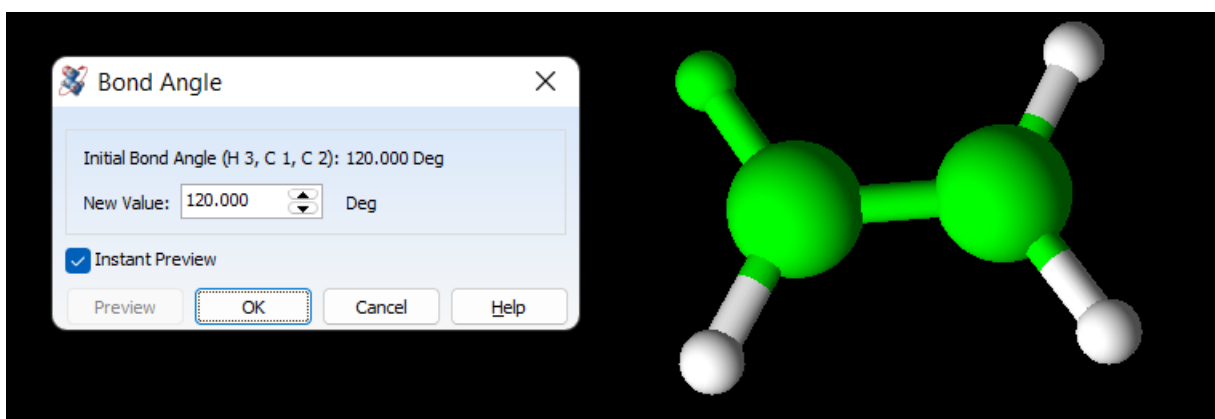 Bond Angle
Initial Bond Angle (H 3, C 1, C 2): 120.000 Deg
New Value: 120.000 Deg
Instant Preview
Preview OK Cancel Help